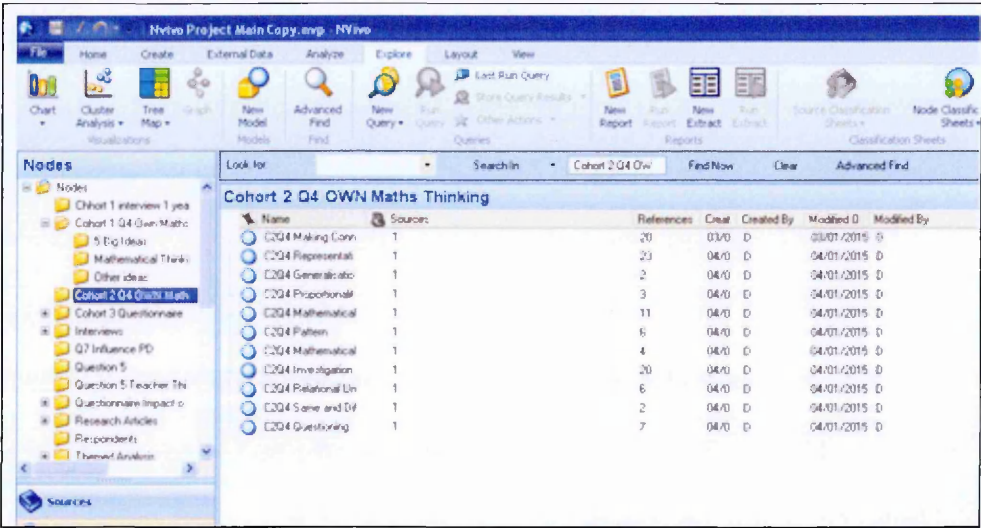 Nvivo Project Main Copy.nvp - NVivo
File Home Create External Data Analyze Explore Layout View
Chart Cluster Analysis Tree Map Graph New Model Advanced Find New Query Run Query Last Run Query Store Query Results Other Actions New Report Run Report New Extract Run Extract Source Classification Sheets Node Classific Sheets
Visualizations Models Find Queries Reports Classification Sheets
Nodes
Look for Search In Cohort 2 Q4 OW Find Now Clear Advanced Find
Nodes
Cohort 1 Q4 Own Maths
5 Big Ideas
Mathematical Thinki
Other ideas
Cohort 2 Q4 OWN Math
Cohort 3 Questionnaire
Interviews
Q7 Influence PD
Question 5
Question 5 Teacher Thi
Questionnaire Impact o
Research Articles
Respondents
Themed Analysis
Sources
Cohort 2 Q4 OWN Maths Thinking
Name Sources References Creat Created By Modified O Modified By
C2Q4 Making Conn 1 20 03/0 D 03/01/2015 D
C2Q4 Representati 1 23 04/0 D 04/01/2015 D
C2Q4 Generalisatio 1 2 04/0 D 04/01/2015 D
C2Q4 Proportionali 1 3 04/0 D 04/01/2015 D
C2Q4 Mathematical 1 11 04/0 D 04/01/2015 D
C2Q4 Pattern 1 6 04/0 D 04/01/2015 D
C2Q4 Mathematical 1 4 04/0 D 04/01/2015 D
C2Q4 Investigation 1 20 04/0 D 04/01/2015 D
C2Q4 Relational Un 1 6 04/0 D 04/01/2015 D
C2Q4 Same and Dif 1 2 04/0 D 04/01/2015 D
C2Q4 Questioning 1 7 04/0 D 04/01/2015 D